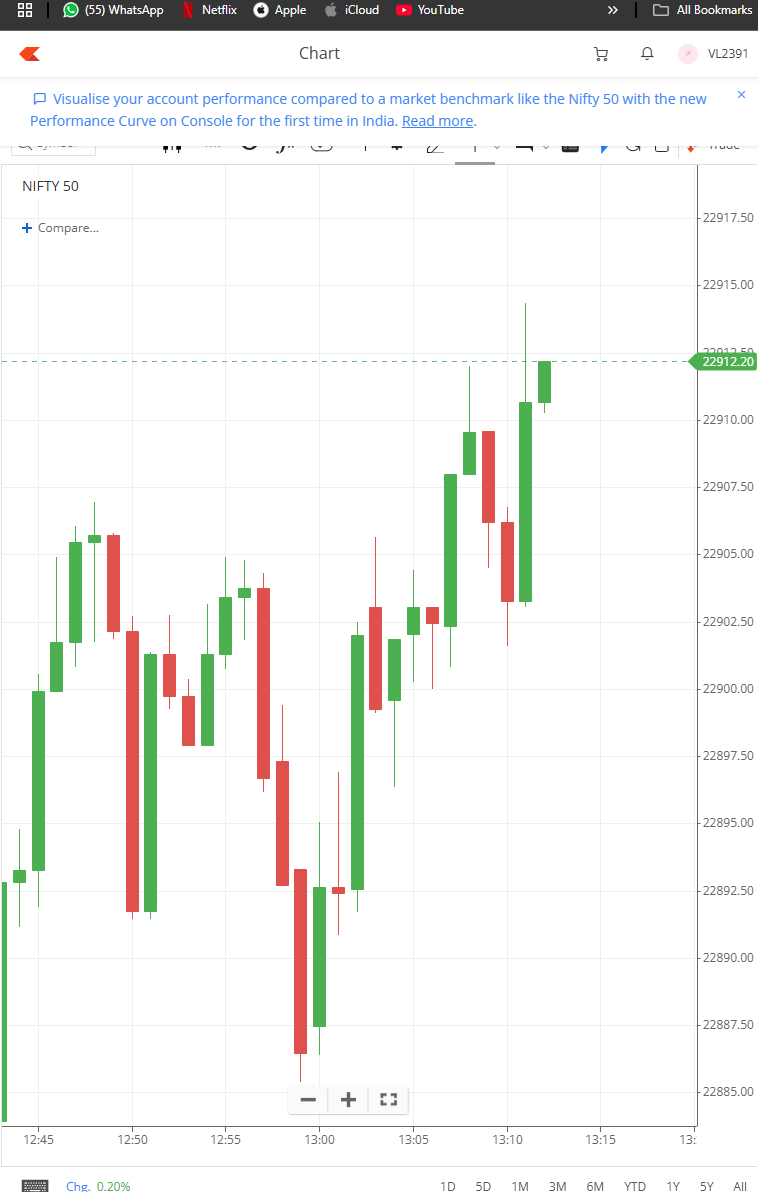 (55) WhatsApp Netflix Apple iCloud YouTube » All Bookmarks
Chart VL2391
Visualise your account performance compared to a market benchmark like the Nifty 50 with the new
Performance Curve on Console for the first time in India. Read more.
NIFTY 50
+ Compare...
22917.50
22915.00
22912.50
22912.20
22910.00
22907.50
22905.00
22902.50
22900.00
22897.50
22895.00
22892.50
22890.00
22887.50
22885.00
12:45 12:50 12:55 13:00 13:05 13:10 13:15 13:
Chg. 0.20% 1D 5D 1M 3M 6M YTD 1Y 5Y All